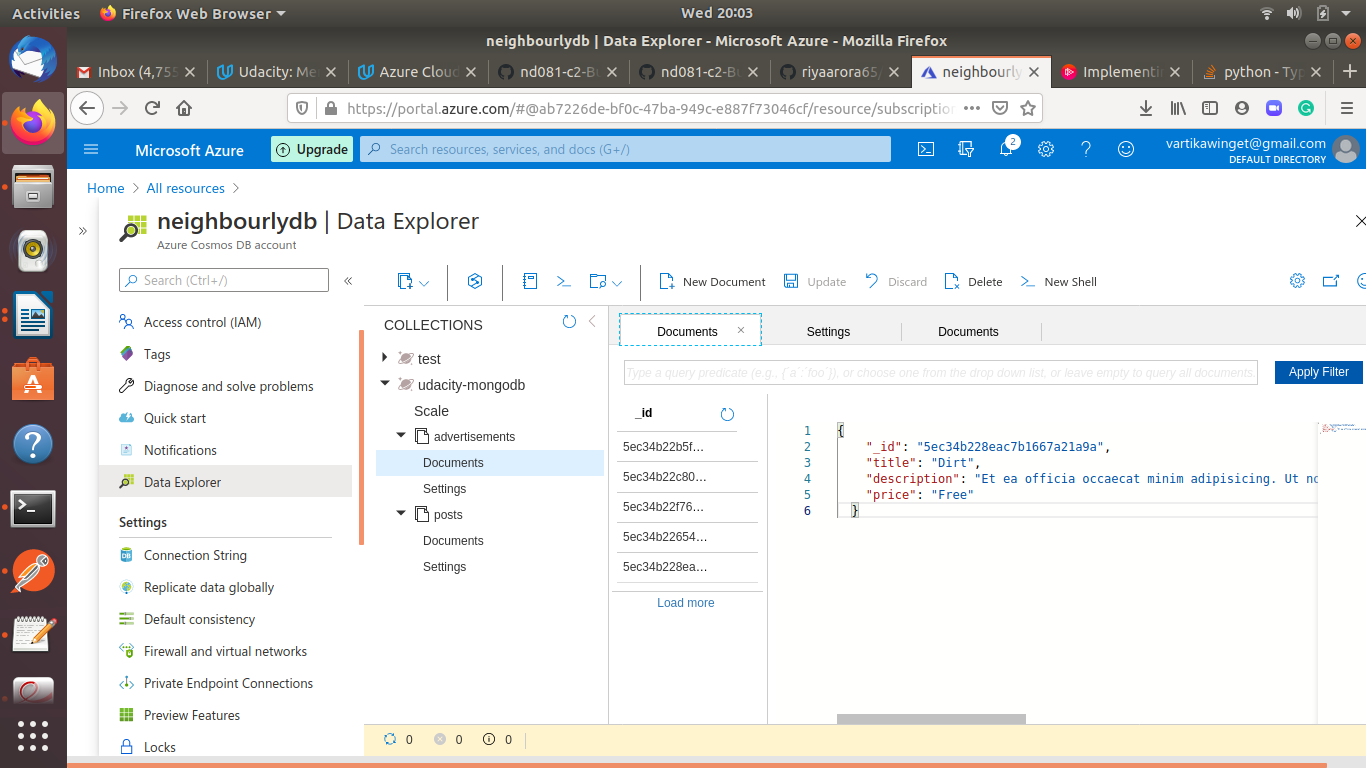 Activities
Firefox Web Browser
Wed 20:03
neighbourlydb | Data Explorer - Microsoft Azure - Mozilla Firefox
Inbox (4,755
Udacity: Me
Azure Cloud
nd081-c2-Bu
nd081-c2-Bu
riyaarora65/
neighbourly
Implementi
python - Typ
https://portal.azure.com/#@ab7226de-bf0c-47ba-949c-e887f73046cf/resource/subscription
Microsoft Azure
Upgrade
Search resources, services, and docs (G+/)
2
vartikawinget@gmail.com
DEFAULT DIRECTORY
Home > All resources >
neighbourlydb | Data Explorer
Azure Cosmos DB account
Search (Ctrl+/)
New Document
Update
Discard
Delete
New Shell
Access control (IAM)
Tags
Diagnose and solve problems
Quick start
Notifications
Data Explorer
Settings
Connection String
Replicate data globally
Default consistency
Firewall and virtual networks
Private Endpoint Connections
Preview Features
Locks
COLLECTIONS
test
udacity-mongodb
Scale
advertisements
Documents
Settings
posts
Documents
Settings
Documents
Settings
Documents
Type a query predicate (e.g., {´a´:´foo´}), or choose one from the drop down list, or leave empty to query all documents.
Apply Filter
_id
5ec34b22b5f...
5ec34b22c80...
5ec34b22f76...
5ec34b22654...
5ec34b228ea...
Load more
1 {
2 "_id": "5ec34b228eac7b1667a21a9a",
3 "title": "Dirt",
4 "description": "Et ea officia occaecat minim adipisicing. Ut no
5 "price": "Free"
6 }
0 0 0